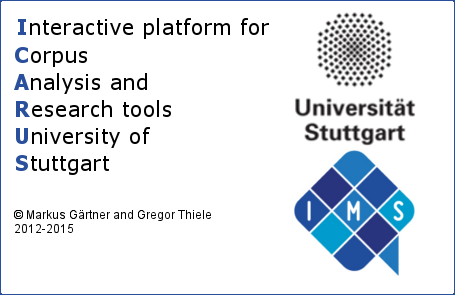 Interactive platform for
Corpus
Analysis and
Research tools
University of
Stuttgart
© Markus Gärtner and Gregor Thiele
2012-2015
Universität
Stuttgart
IMS